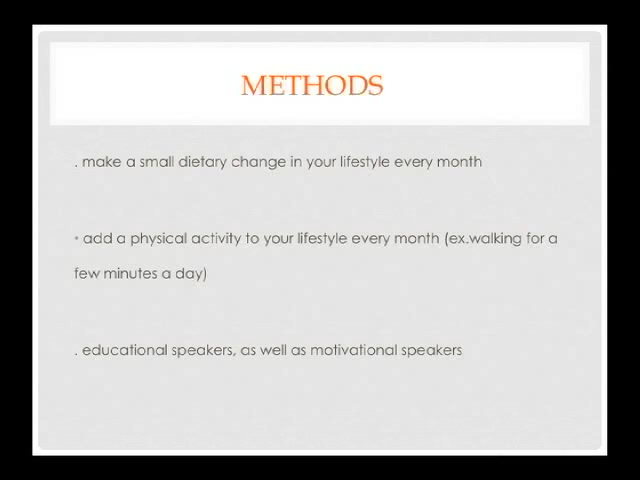 METHODS
. make a small dietary change in your lifestyle every month
• add a physical activity to your lifestyle every month (ex.walking for a
few minutes a day)
. educational speakers, as well as motivational speakers